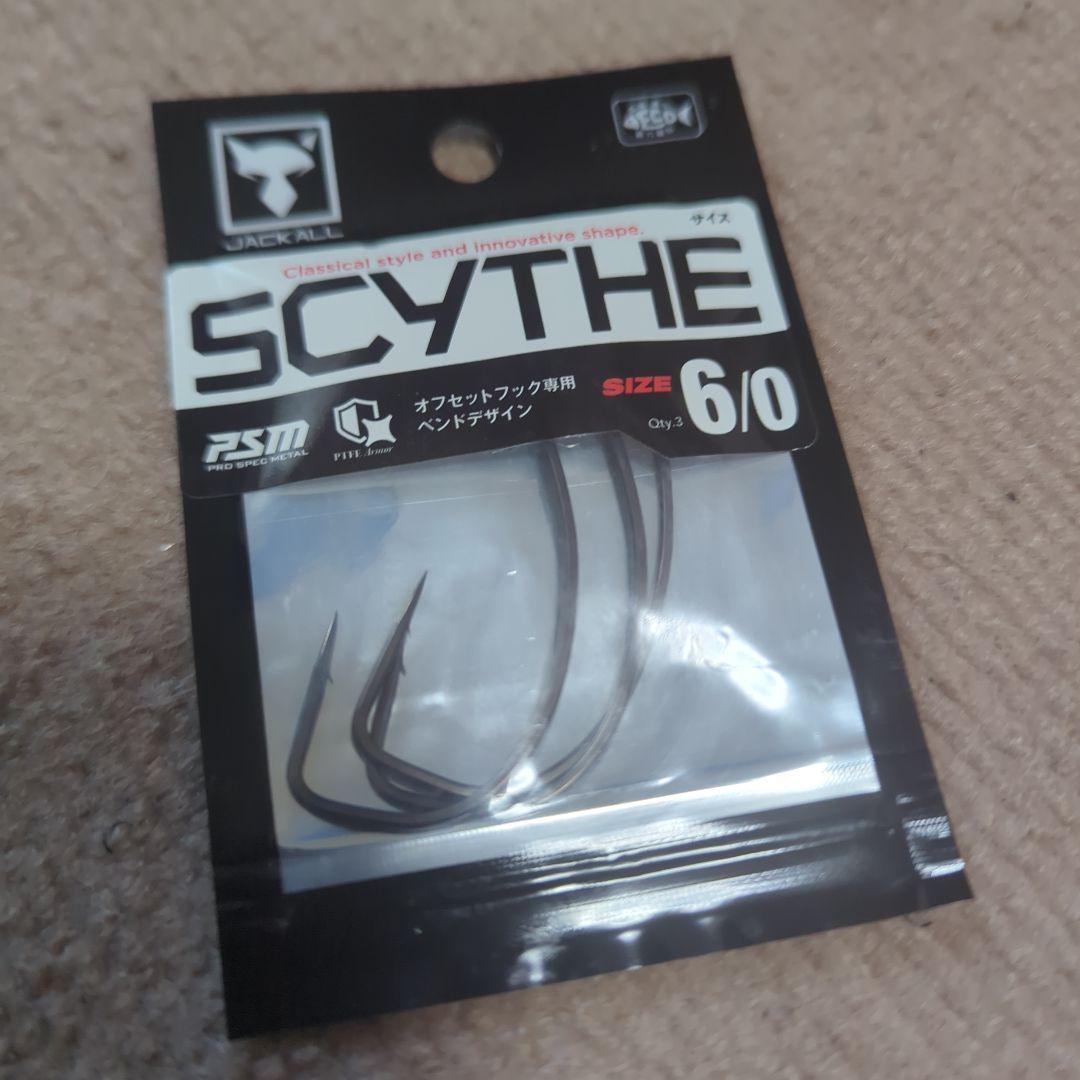 JACKALL
サイズ
Classical style and innovative shape.
SCYTHE
SIZE 6/0
Qty.3
PSM
PRO SPEC METAL
PTFE Armor
オフセットフック専用
ベンドデザイン